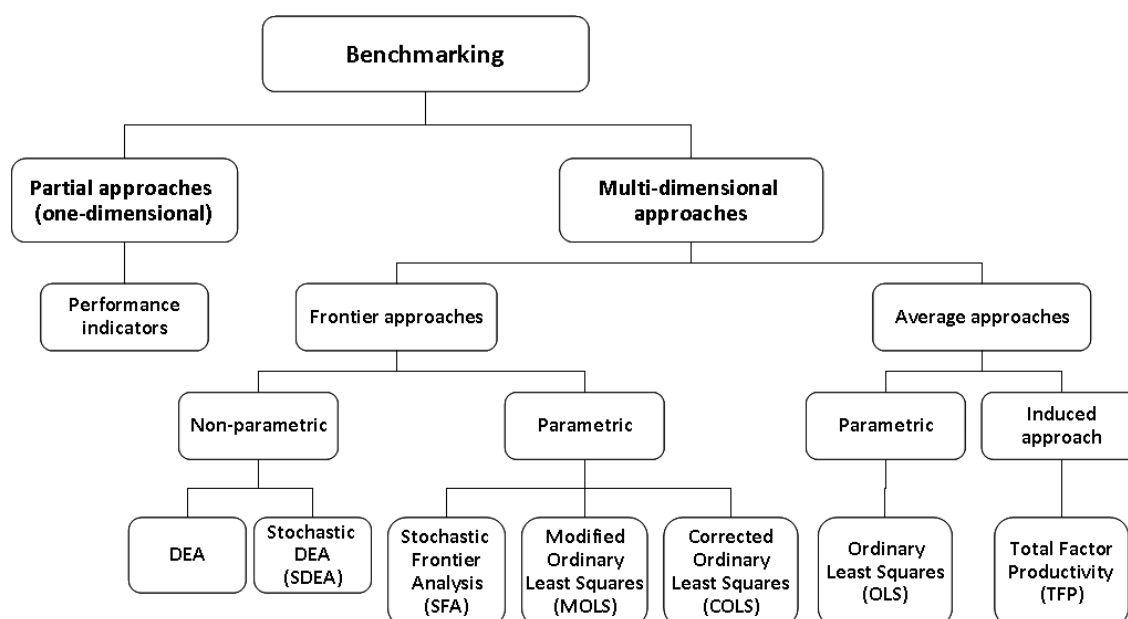 Benchmarking
Partial approaches
(one-dimensional)
Multi-dimensional
approaches
Performance
indicators
Frontier approaches
Average approaches
Non-parametric
Parametric
Parametric
Induced
approach
DEA
Stochastic
DEA
(SDEA)
Stochastic
Frontier
Analysis
(SFA)
Modified
Ordinary
Least Squares
(MOLS)
Corrected
Ordinary
Least Squares
(COLS)
Ordinary
Least Squares
(OLS)
Total Factor
Productivity
(TFP)